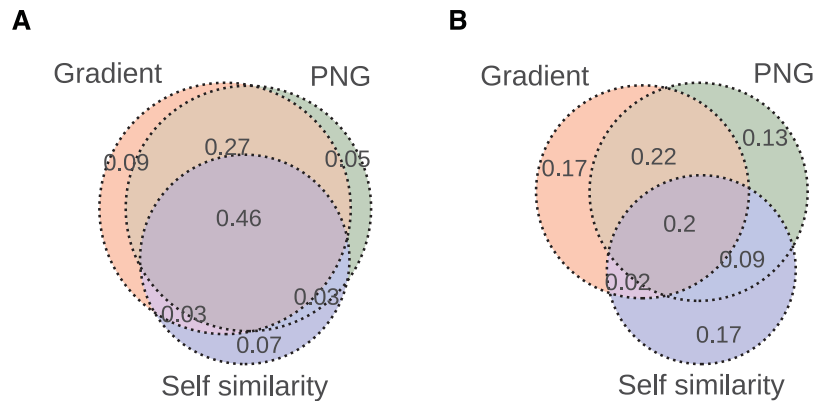 A
Gradient
PNG
0.09
0.27
0.05
0.46
0.03
0.03
0.07
Self similarity
B
Gradient
PNG
0.17
0.22
0.13
0.2
0.09
0.02
0.17
Self similarity